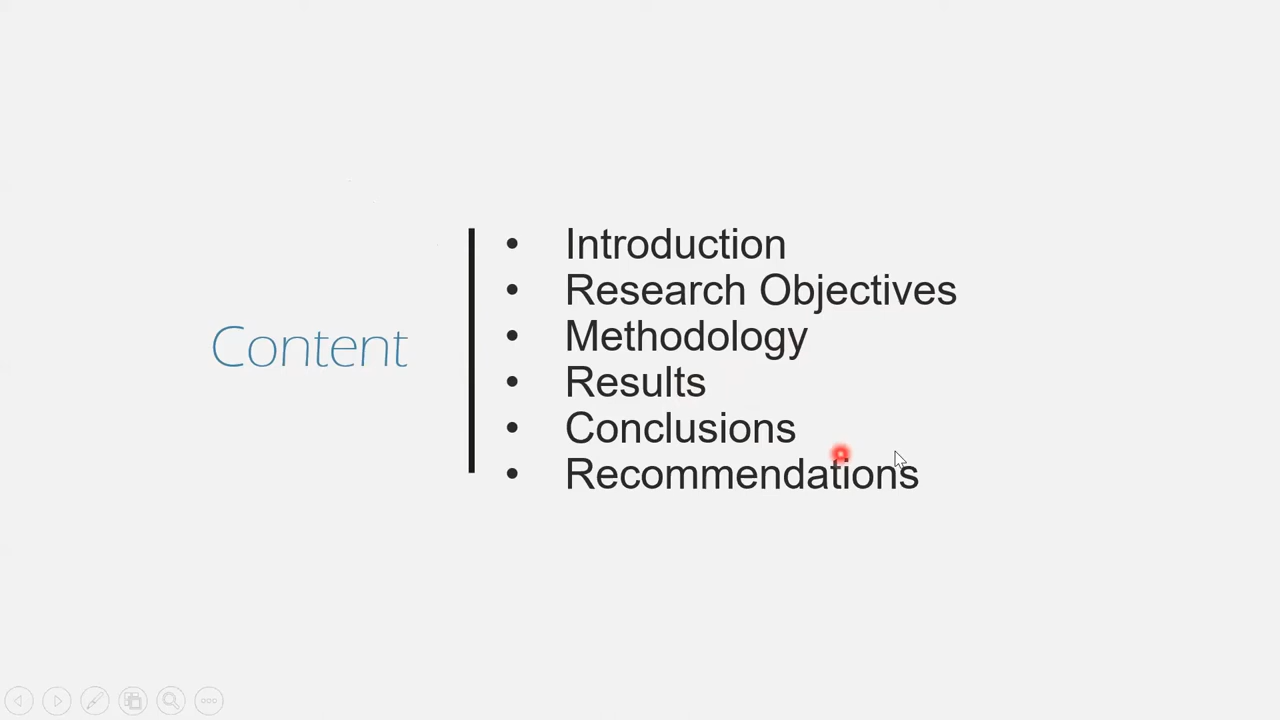 Content
• Introduction
• Research Objectives
• Methodology
• Results
• Conclusions
• Recommendations